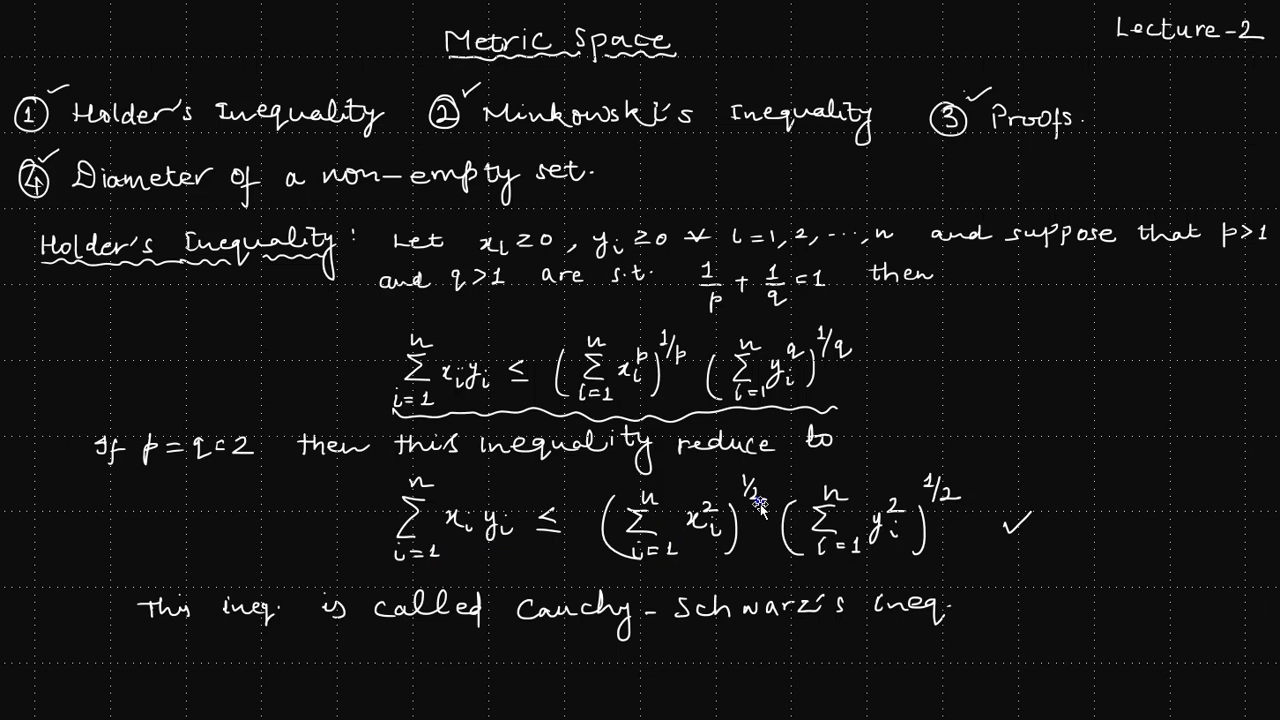 Metric Space
Lecture-2
① Holder's Inequality ② Minkowski's Inequality ③ Proofs.
④ Diameter of a non-empty set.
Holder's Inequality: Let xᵢ ≥ 0, yᵢ ≥ 0 ∀ i=1,2,...,n and suppose that p>1
and q>1 are s.t. 1/p + 1/q = 1 then
∑ᵢ₌₁ⁿ xᵢyᵢ ≤ (∑ᵢ₌₁ⁿ xᵢᵖ)^1/p (∑ᵢ₌₁ⁿ yᵢ^q)^1/q
If p = q = 2 then this inequality reduce to
∑ᵢ₌₁ⁿ xᵢ yᵢ ≤ (∑ᵢ₌₁ⁿ xᵢ²)^1/2 (∑ᵢ₌₁ⁿ yᵢ²)^1/2 ✓
This ineq. is called Cauchy-Schwarz's ineq.